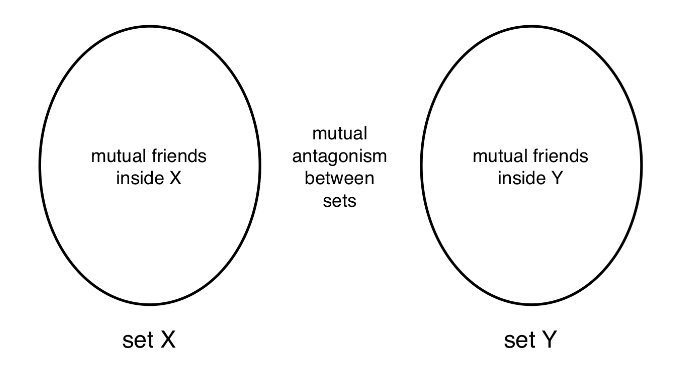 mutual friends
inside X
mutual
antagonism
between
sets
mutual friends
inside Y
set X
set Y